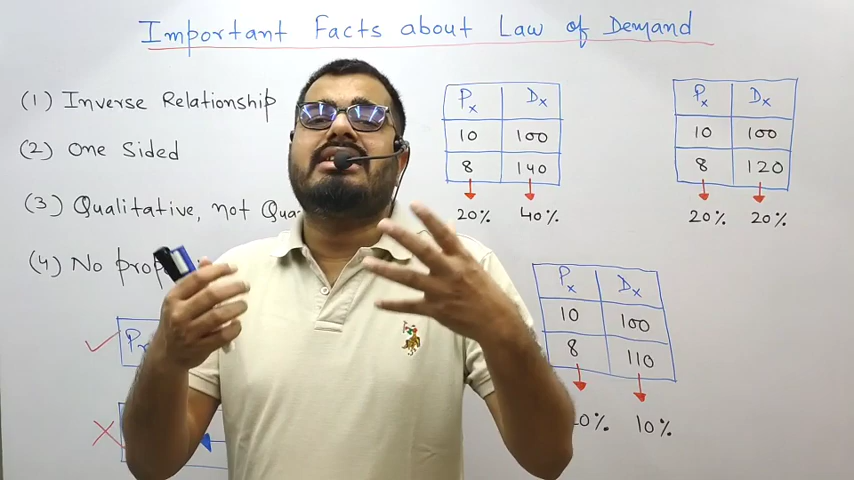 Important Facts about Law of Demand
(1) Inverse Relationship
(2) One Sided
(3) Qualitative, not
(4) No
Px Dx
10 100
8 140
20% 40%
Px Dx
10 100
8 120
20% 20%
Px Dx
10 100
8 110
0% 10%